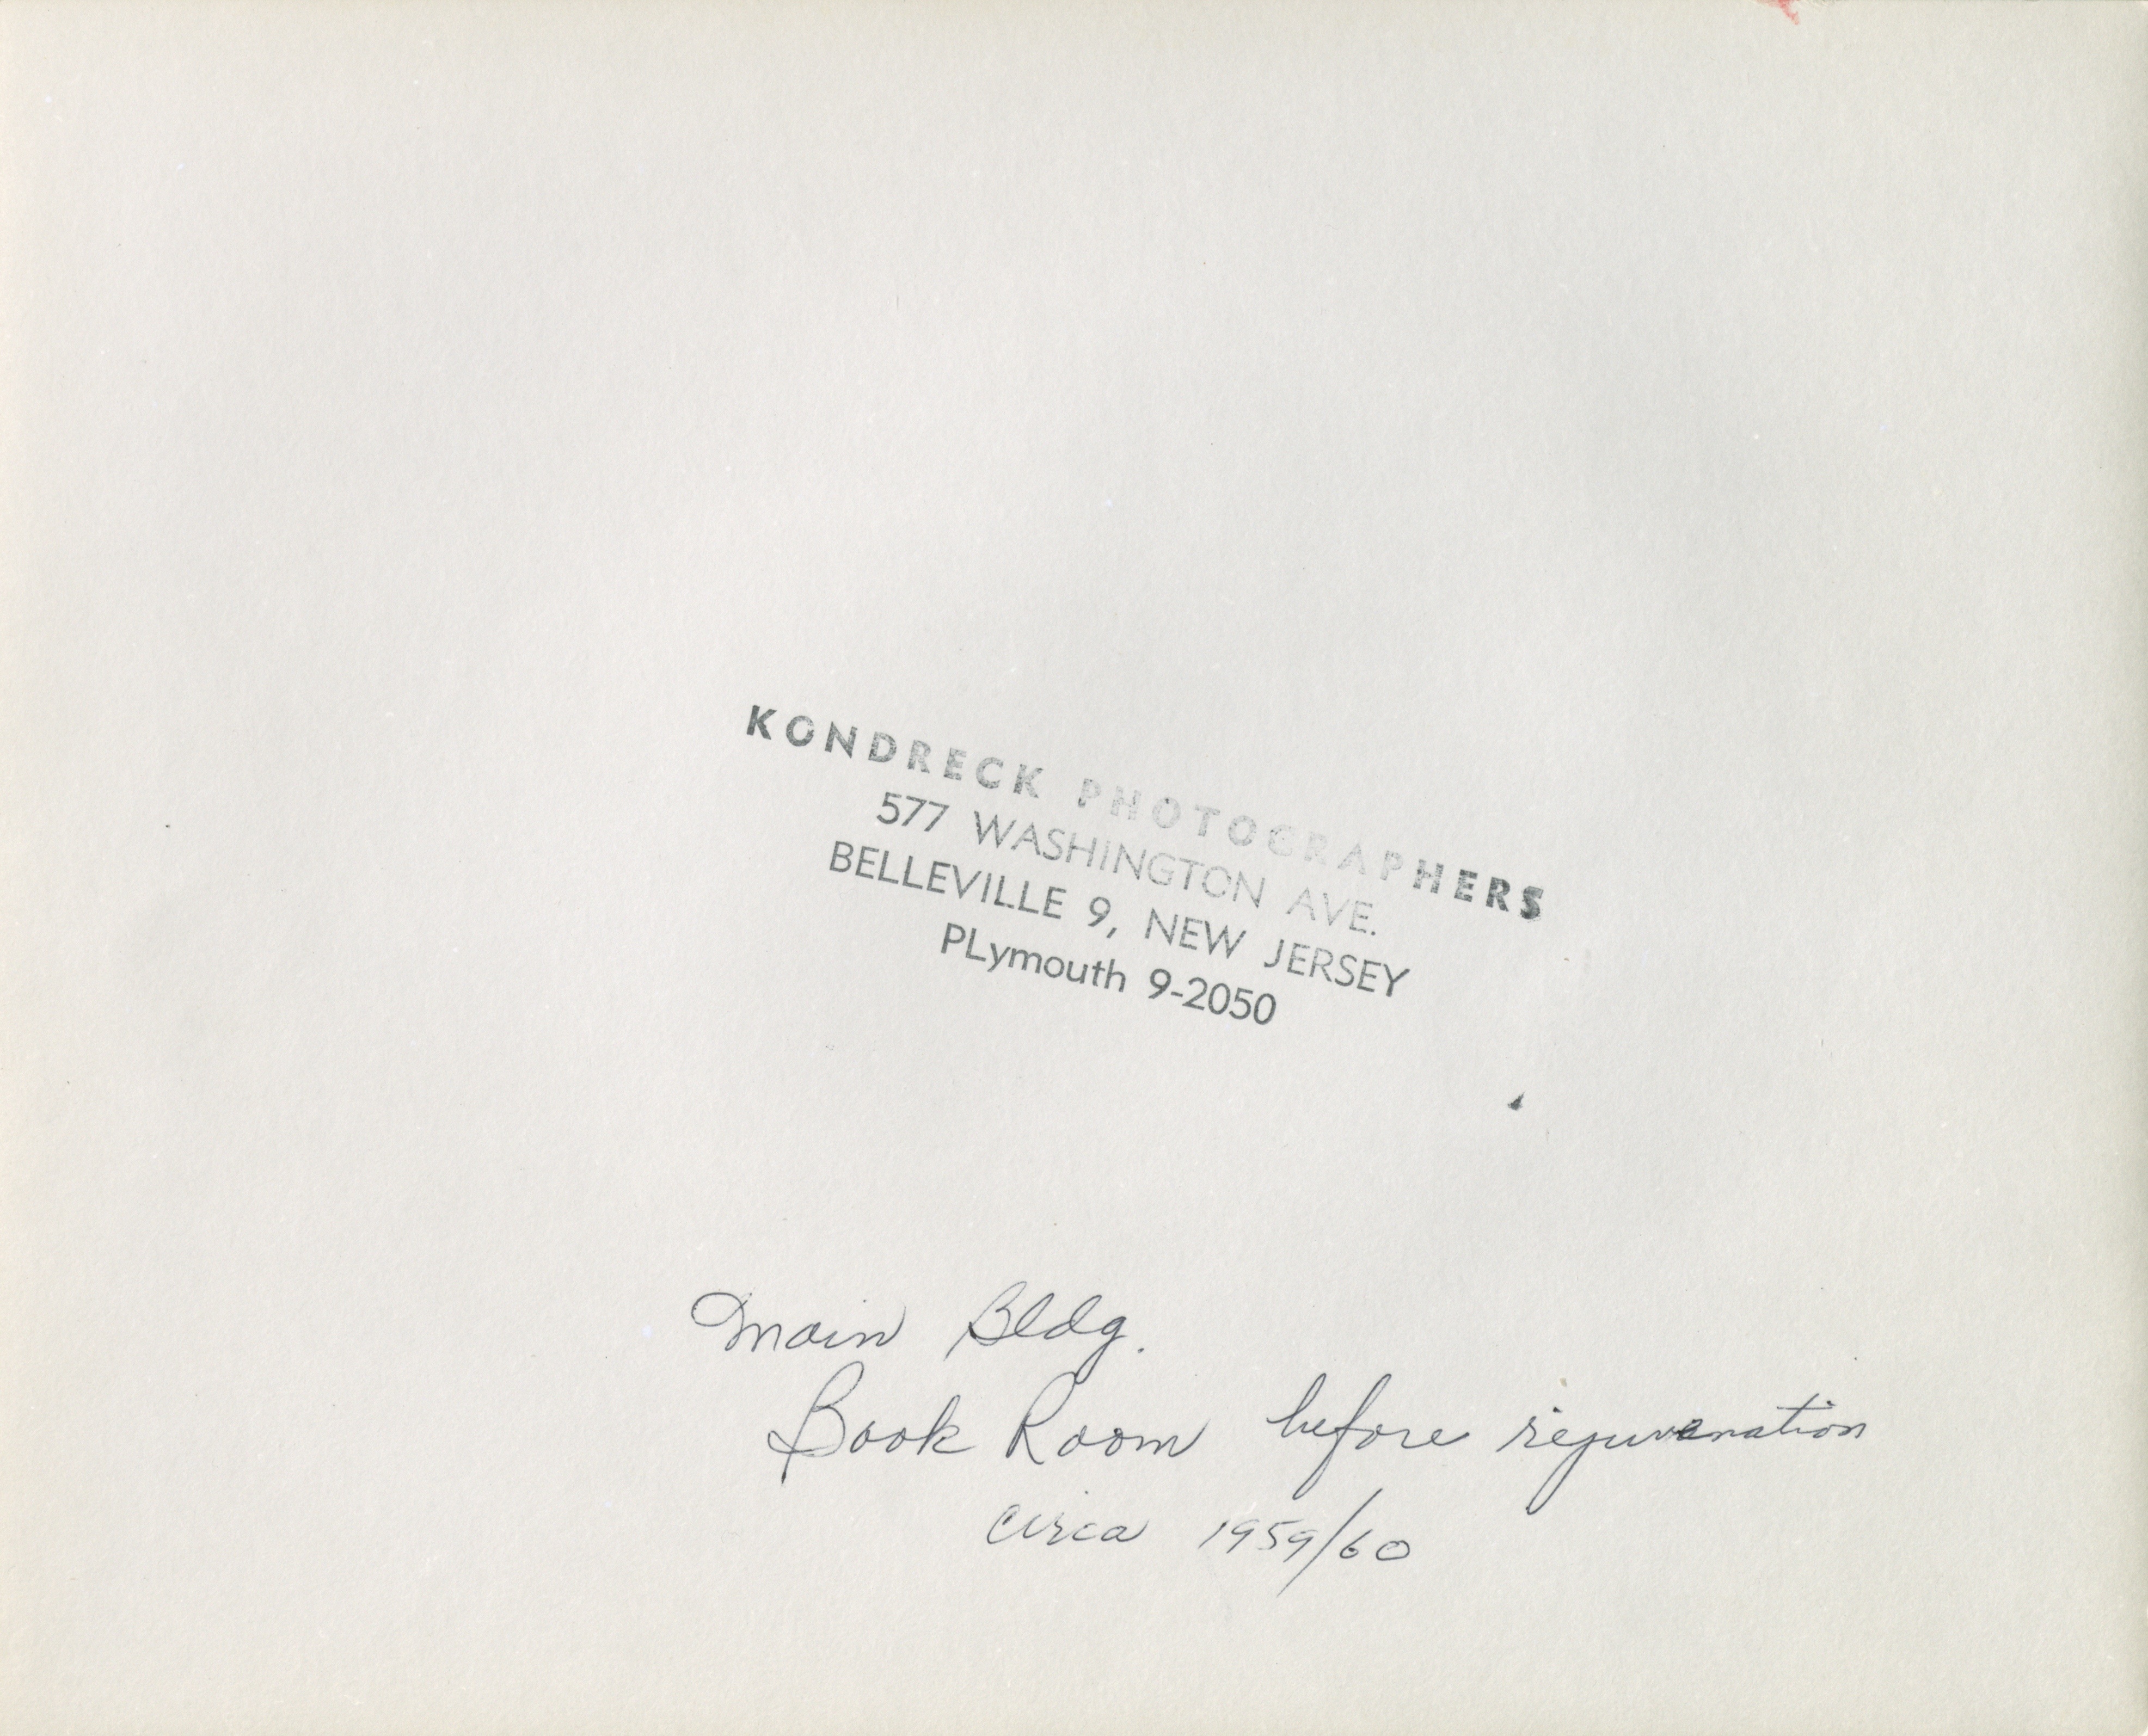 KONDRECK PHOTOGRAPHERS
577 WASHINGTON AVE.
BELLEVILLE 9, NEW JERSEY
PLymouth 9-2050
Main Bldg.
Book Room before rejuvenation
circa 1959/60